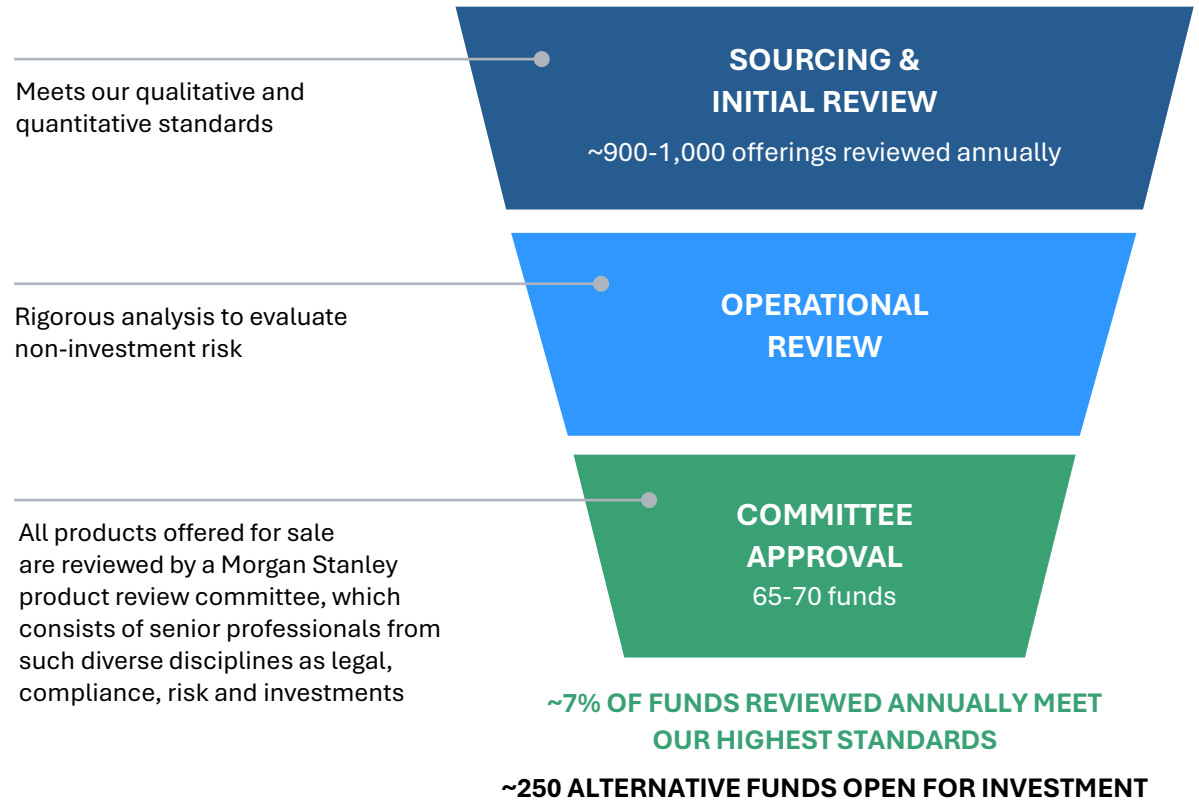 SOURCING &
INITIAL REVIEW
~900-1,000 offerings reviewed annually
Meets our qualitative and
quantitative standards
OPERATIONAL
REVIEW
Rigorous analysis to evaluate
non-investment risk
COMMITTEE
APPROVAL
65-70 funds
All products offered for sale
are reviewed by a Morgan Stanley
product review committee, which
consists of senior professionals from
such diverse disciplines as legal,
compliance, risk and investments
~7% OF FUNDS REVIEWED ANNUALLY MEET
OUR HIGHEST STANDARDS
~250 ALTERNATIVE FUNDS OPEN FOR INVESTMENT